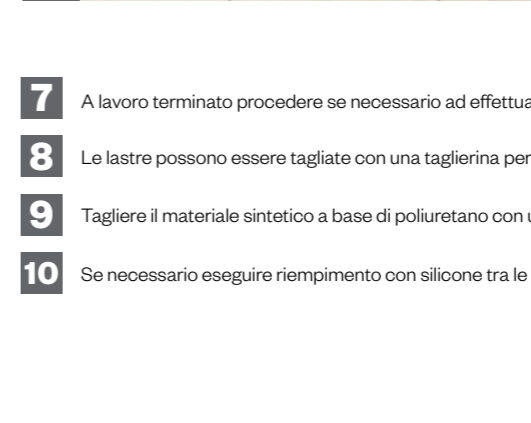 7 A lavoro terminato procedere se necessario ad effettua
8 Le lastre possono essere tagliate con una taglierina per
9 Tagliere il materiale sintetico a base di poliuretano con
10 Se necessario eseguire riempimento con silicone tra le